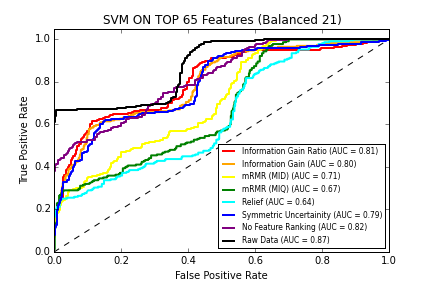 SVM ON TOP 65 Features (Balanced 21)
True Positive Rate
1.0
0.8
0.6
0.4
0.2
0.0
Information Gain Ratio (AUC = 0.81)
Information Gain (AUC = 0.80)
mRMR (MID) (AUC = 0.71)
mRMR (MIQ) (AUC = 0.67)
Relief (AUC = 0.64)
Symmetric Uncertainity (AUC = 0.79)
No Feature Ranking (AUC = 0.82)
Raw Data (AUC = 0.87)
0.0 0.2 0.4 0.6 0.8 1.0
False Positive Rate